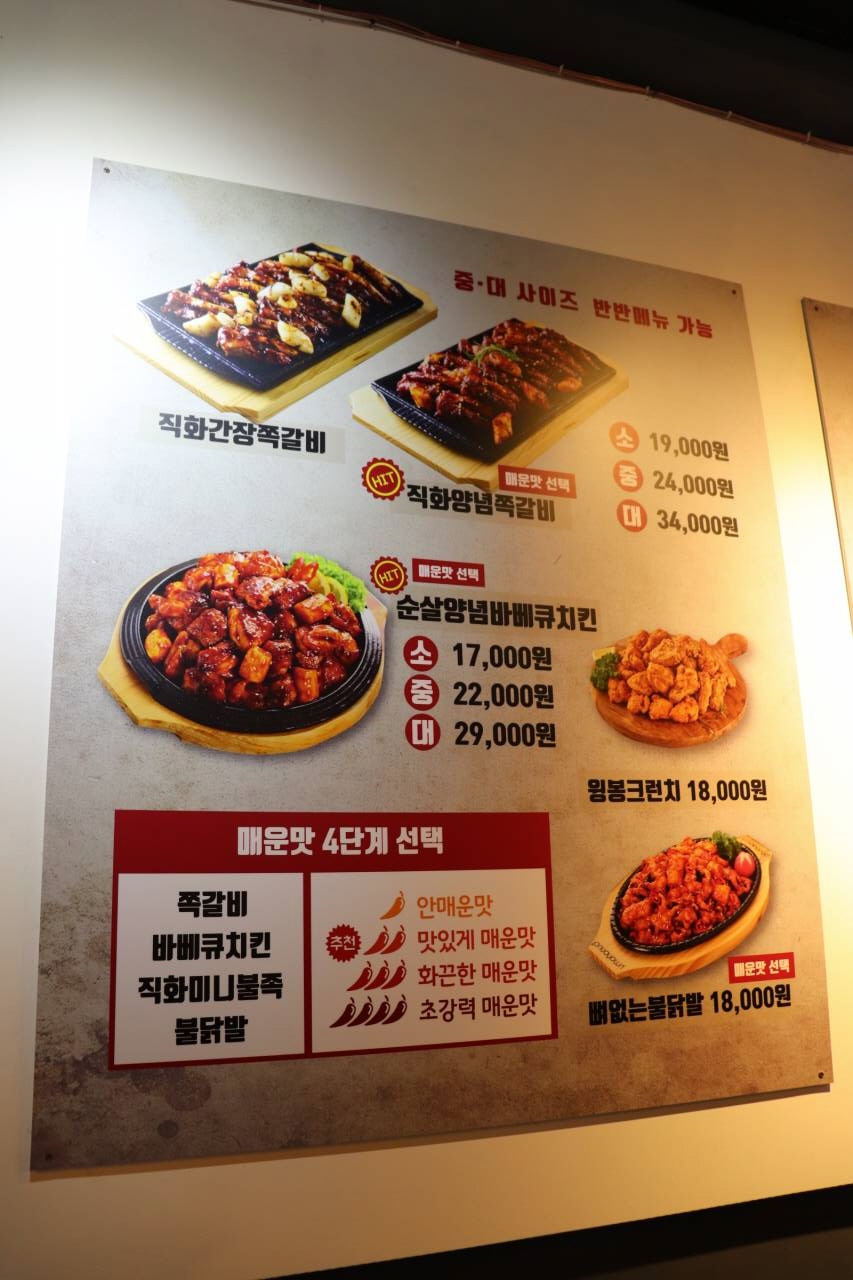 중·대 사이즈 반반메뉴 가능
직화간장쪽갈비
HIT
매운맛 선택
직화양념쪽갈비
소 19,000원
중 24,000원
대 34,000원
HIT
매운맛 선택
순살양념바베큐치킨
소 17,000원
중 22,000원
대 29,000원
윙봉크런치 18,000원
매운맛 선택
뼈없는불닭발 18,000원
매운맛 4단계 선택
쪽갈비
바베큐치킨
직화미니불족
불닭발
안매운맛
추천 맛있게 매운맛
화끈한 매운맛
초강력 매운맛